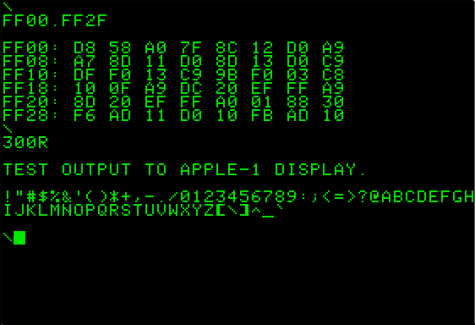 \
FF00.FF2F
FF00: D8 58 A0 7F 8C 12 D0 A9
FF08: A7 8D 11 D0 8D 13 D0 C9
FF10: DF F0 13 C9 9B F0 03 C8
FF18: 10 0F A9 DC 20 EF FF A9
FF20: 8D 20 EF FF A0 01 88 30
FF28: F6 AD 11 D0 10 FB AD 10
\
300R
TEST OUTPUT TO APPLE-1 DISPLAY.
!"#$%&'()*+,-./0123456789:;<=>?@ABCDEFGH
IJKLMNOPQRSTUVWXYZ[\]^_`
\